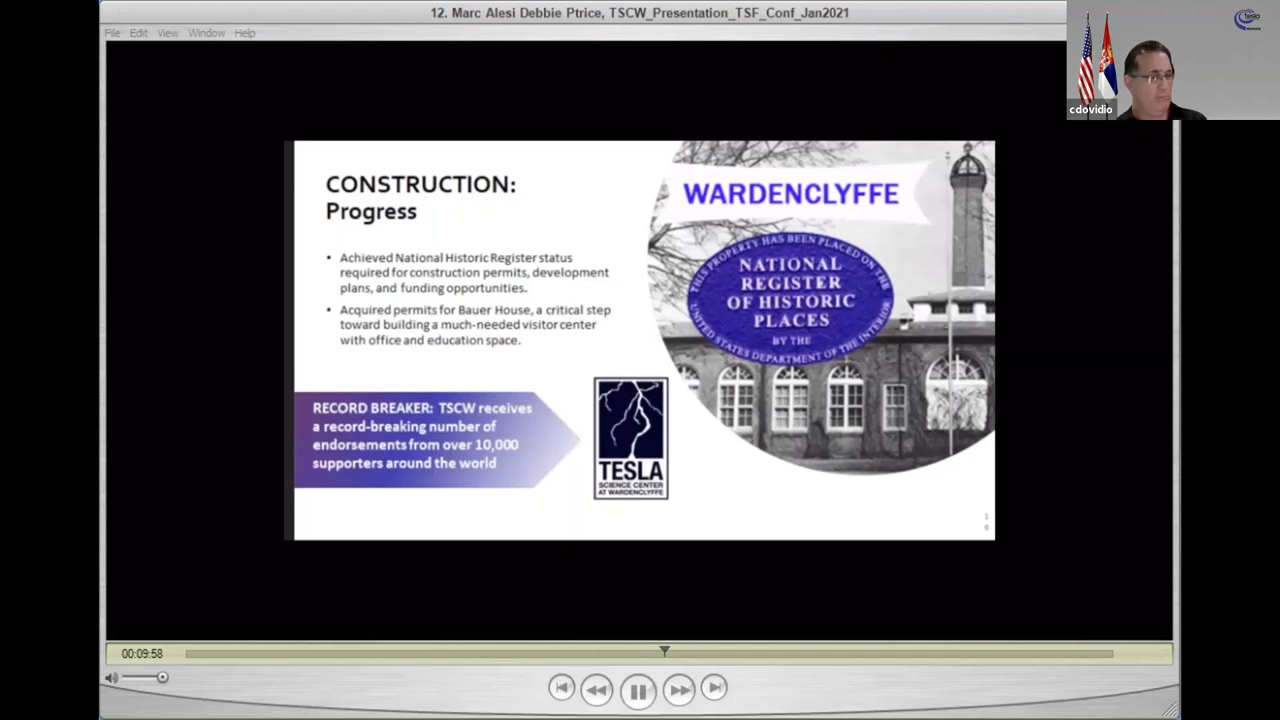 12. Marc Alesi Debbie Ptrice, TSCW_Presentation_TSF_Conf_Jan2021
File Edit View Window Help
cdovidio
CONSTRUCTION:
Progress
• Achieved National Historic Register status
required for construction permits, development
plans, and funding opportunities.
• Acquired permits for Bauer House, a critical step
toward building a much-needed visitor center
with office and education space.
RECORD BREAKER: TSCW receives
a record-breaking number of
endorsements from over 10,000
supporters around the world
TESLA
SCIENCE CENTER
AT WARDENCLYFFE
WARDENCLYFFE
THIS PROPERTY HAS BEEN PLACED ON THE
NATIONAL
REGISTER
OF HISTORIC
PLACES
BY THE
UNITED STATES DEPARTMENT OF THE INTERIOR
00:09:58